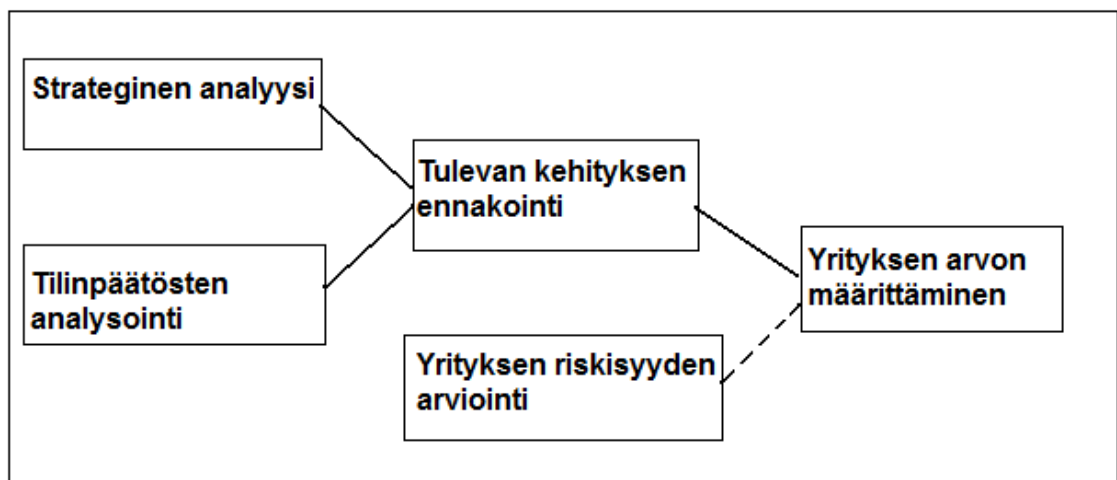 Strateginen analyysi
Tulevan kehityksen
ennakointi
Tilinpäätösten
analysointi
Yrityksen arvon
määrittäminen
Yrityksen riskisyyden
arviointi